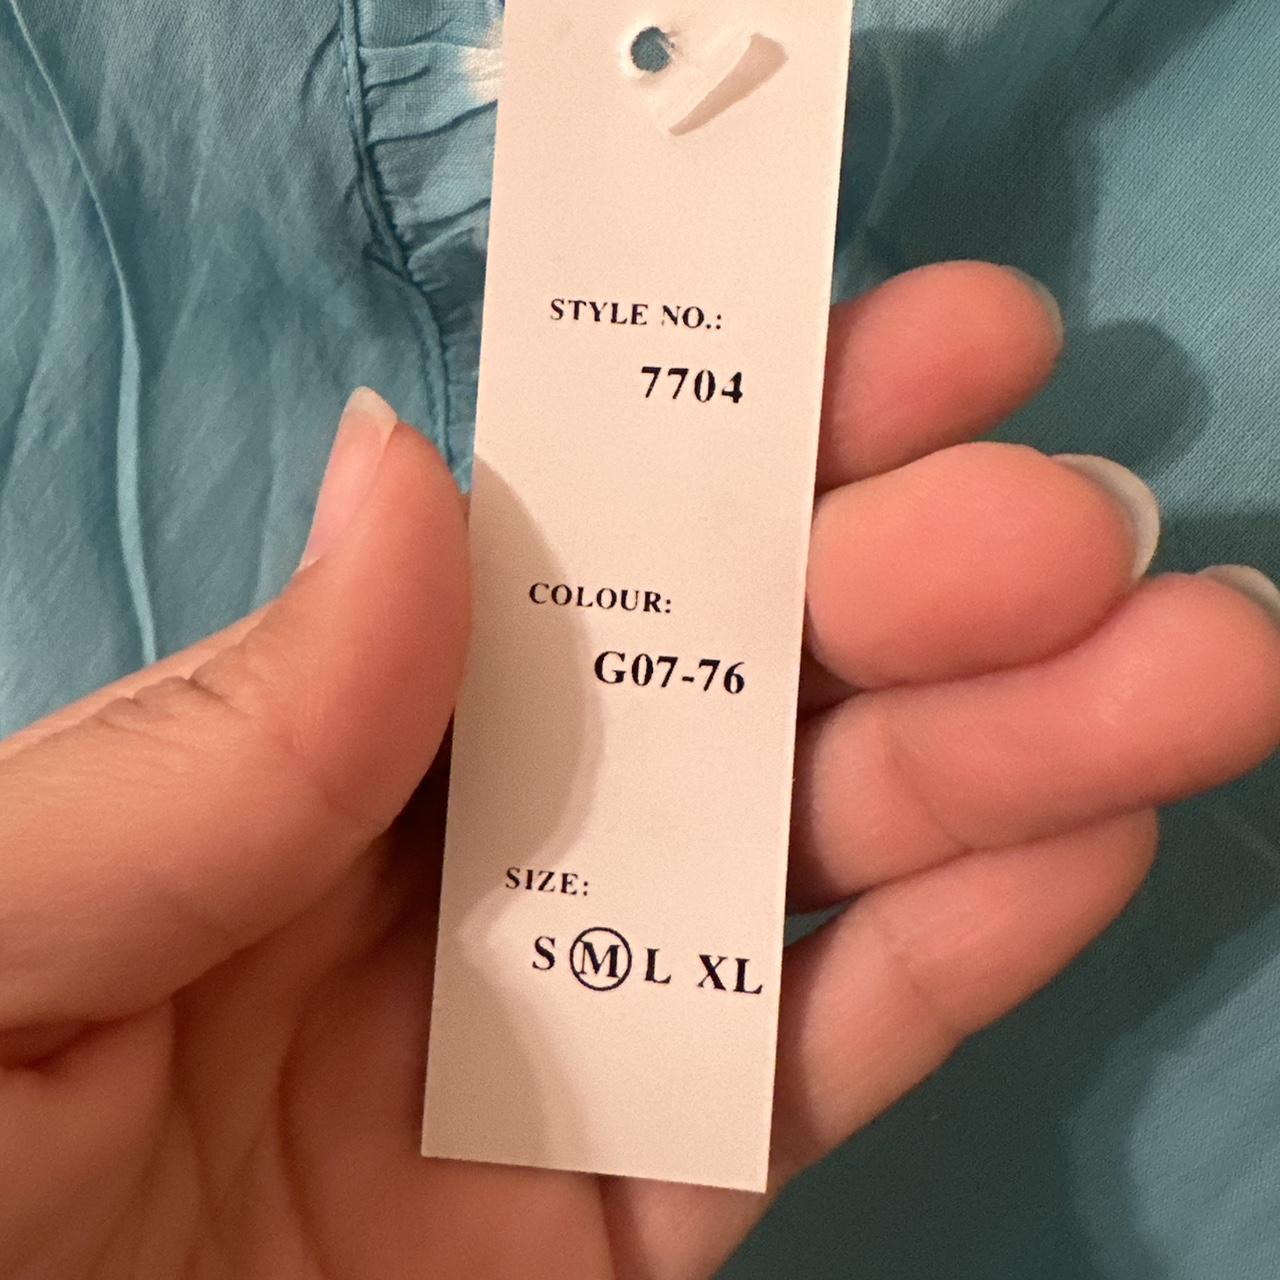 STYLE NO.:
7704
COLOUR:
G07-76
SIZE:
S M L XL